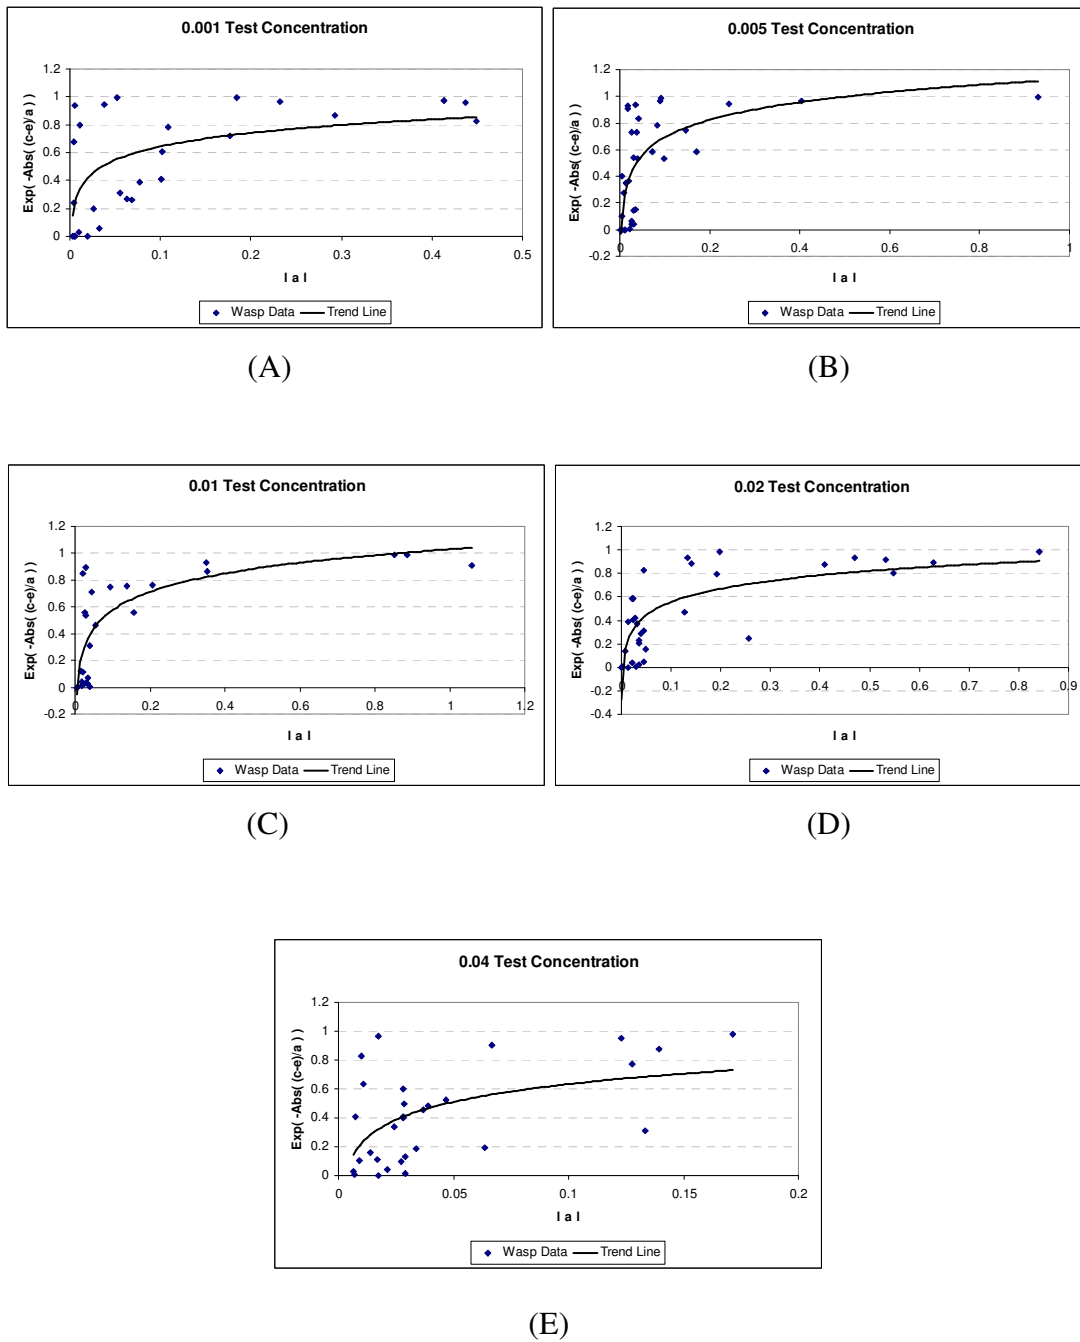 0.001 Test Concentration
Exp( -Abs( (c-e)/a ) )
1.2
1
0.8
0.6
0.4
0.2
0
0 0.1 0.2 0.3 0.4 0.5
I a I
Wasp Data Trend Line
(A)
0.005 Test Concentration
Exp( -Abs( (c-e)/a ) )
1.2
1
0.8
0.6
0.4
0.2
0
-0.2
0 0.2 0.4 0.6 0.8 1
I a I
Wasp Data Trend Line
(B)
0.01 Test Concentration
Exp( -Abs( (c-e)/a ) )
1.2
1
0.8
0.6
0.4
0.2
0
-0.2
0 0.2 0.4 0.6 0.8 1 1.2
I a I
Wasp Data Trend Line
(C)
0.02 Test Concentration
Exp( -Abs( (c-e)/a ) )
1.2
1
0.8
0.6
0.4
0.2
0
-0.2
-0.4
0 0.1 0.2 0.3 0.4 0.5 0.6 0.7 0.8 0.9
I a I
Wasp Data Trend Line
(D)
0.04 Test Concentration
Exp( -Abs( (c-e)/a ) )
1.2
1
0.8
0.6
0.4
0.2
0
0 0.05 0.1 0.15 0.2
I a I
Wasp Data Trend Line
(E)